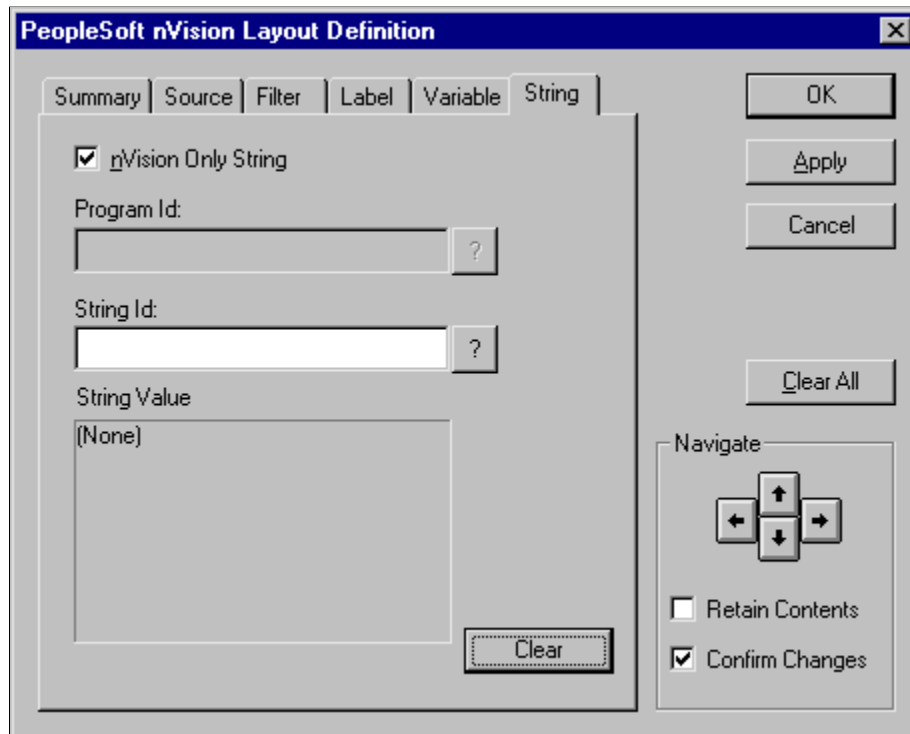 PeopleSoft nVision Layout Definition
Summary
Source
Filter
Label
Variable
String
nVision Only String
Program Id:
?
String Id:
?
String Value
(None)
Clear
OK
Apply
Cancel
Clear All
Navigate
Retain Contents
Confirm Changes